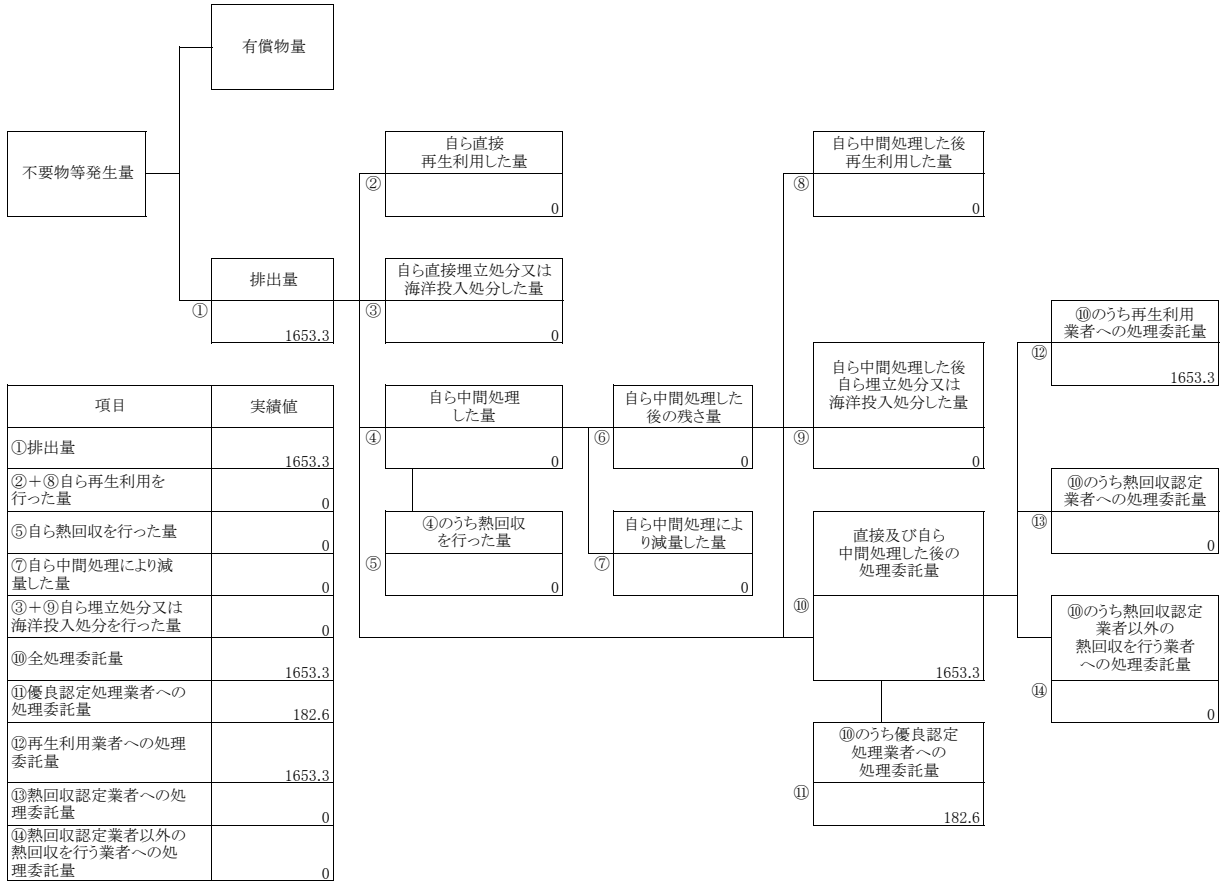 有償物量
不要物等発生量
排出量
①
1653.3
自ら直接
再生利用した量
②
0
自ら直接埋立処分又は
海洋投入処分した量
③
0
自ら中間処理
した量
④
0
④のうち熱回収
を行った量
⑤
0
自ら中間処理した
後の残さ量
⑥
0
自ら中間処理によ
り減量した量
⑦
0
自ら中間処理した後
再生利用した量
⑧
0
自ら中間処理した後
自ら埋立処分又は
海洋投入処分した量
⑨
0
直接及び自ら
中間処理した後の
処理委託量
⑩
1653.3
⑩のうち優良認定
処理業者への
処理委託量
⑪
182.6
⑩のうち再生利用
業者への処理委託量
⑫
1653.3
⑩のうち熱回収認定
業者への処理委託量
⑬
0
⑩のうち熱回収認定
業者以外の
熱回収を行う業者
への処理委託量
⑭
0
項目 実績値
①排出量
1653.3
②＋⑧自ら再生利用を
行った量
0
⑤自ら熱回収を行った量
0
⑦自ら中間処理により減
量した量
0
③＋⑨自ら埋立処分又は
海洋投入処分を行った量
0
⑩全処理委託量
1653.3
⑪優良認定処理業者への
処理委託量
182.6
⑫再生利用業者への処理
委託量
1653.3
⑬熱回収認定業者への処
理委託量
0
⑭熱回収認定業者以外の
熱回収を行う業者への処
理委託量
0